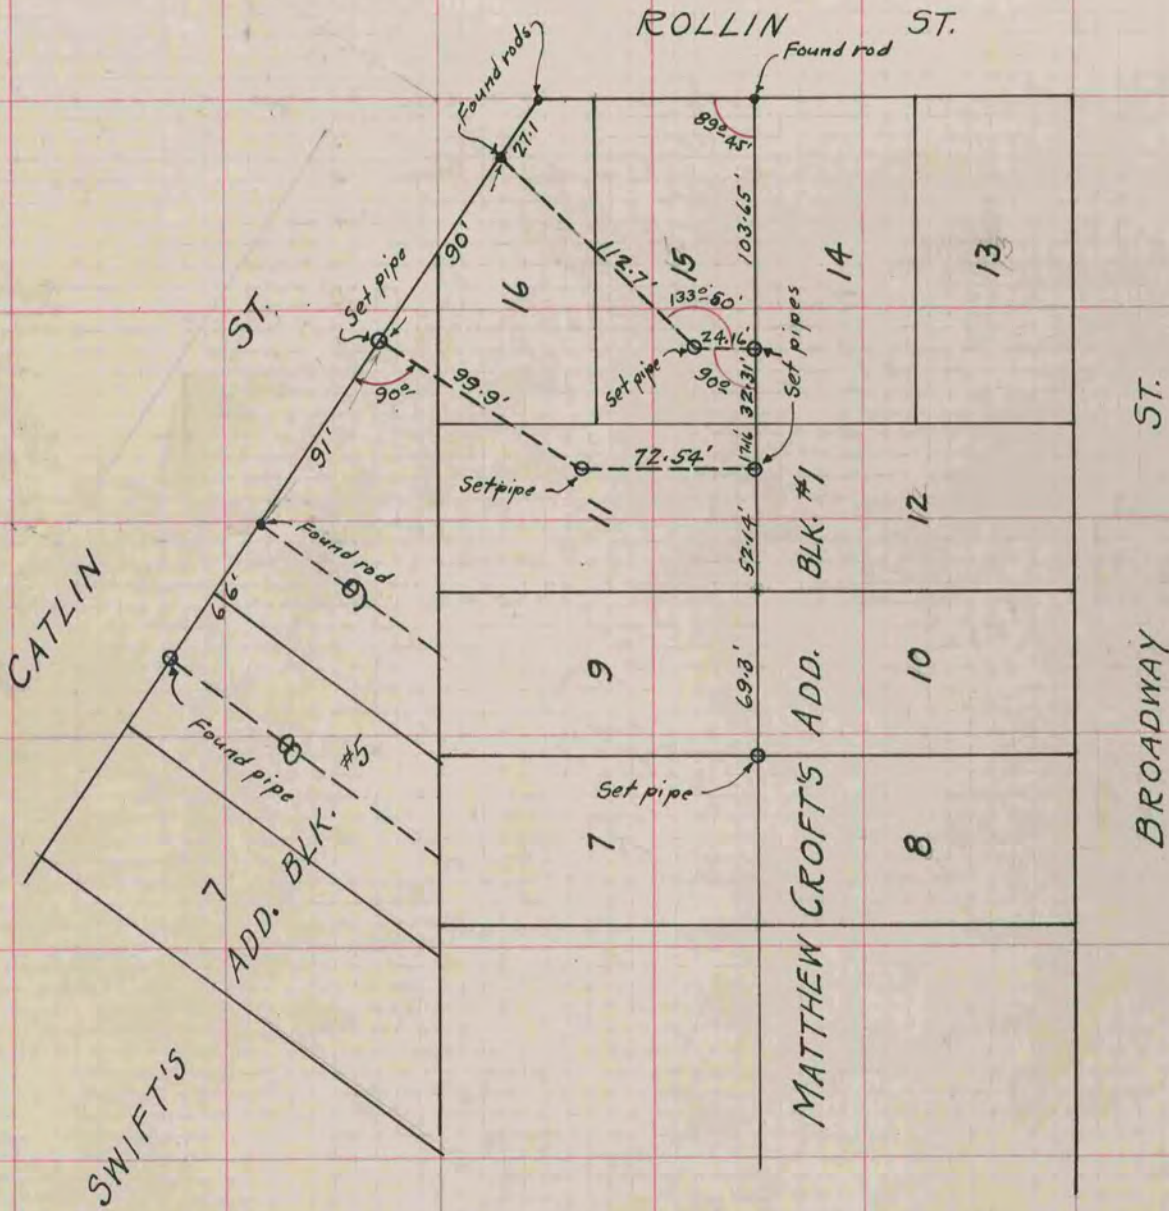 ROLLIN ST.
Found rods
Found rod
27.1
89°-45'
103.65'
90'
112.7'
15
14
13
16
133°-50'
Set pipe
ST.
24.16'
Set pipes
Set pipe
90°
32.31'
99.9'
90°
91'
72.54'
17.16'
Set pipe
11
BLK. #1
12
52.14'
ST.
Found rod
9
CATLIN
66'
9
69.3'
ADD.
10
BROADWAY
Found pipe
8
#5
Set pipe
7
MATTHEW CROFT'S
8
7
ADD. BLK.
SWIFT'S